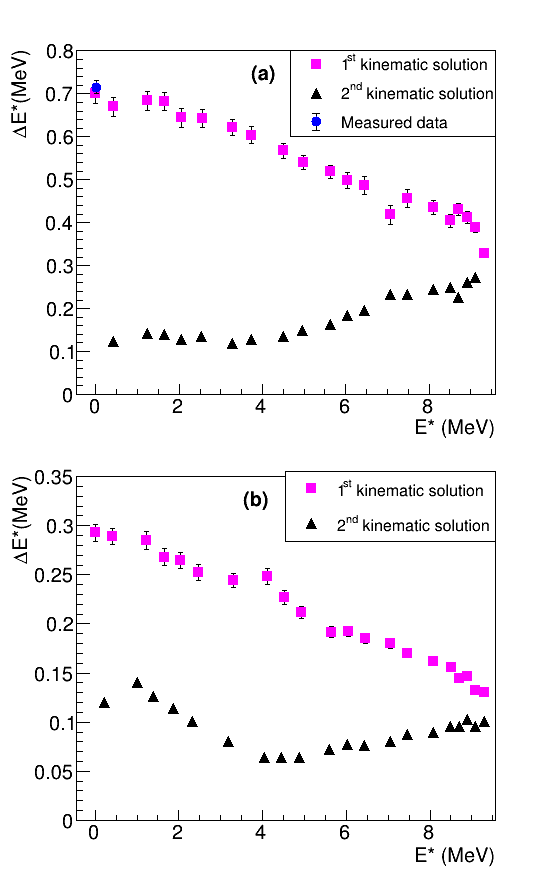 ΔE*(MeV)
0.8
0.7
0.6
0.5
0.4
0.3
0.2
0.1
0
(a)
1st kinematic solution
2nd kinematic solution
Measured data
0 2 4 6 8
E* (MeV)
ΔE*(MeV)
0.35
0.3
0.25
0.2
0.15
0.1
0.05
0
(b)
1st kinematic solution
2nd kinematic solution
0 2 4 6 8
E* (MeV)